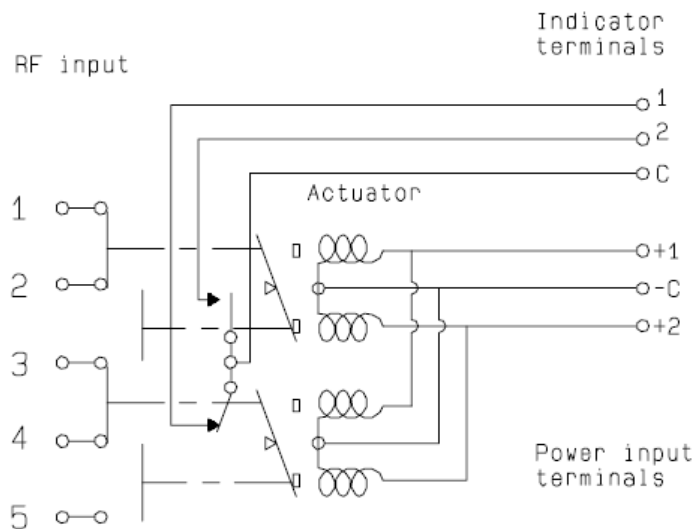 Indicator
terminals
RF input
1
2
C
Actuator
1
2
3
4
5
+1
-C
+2
Power input
terminals